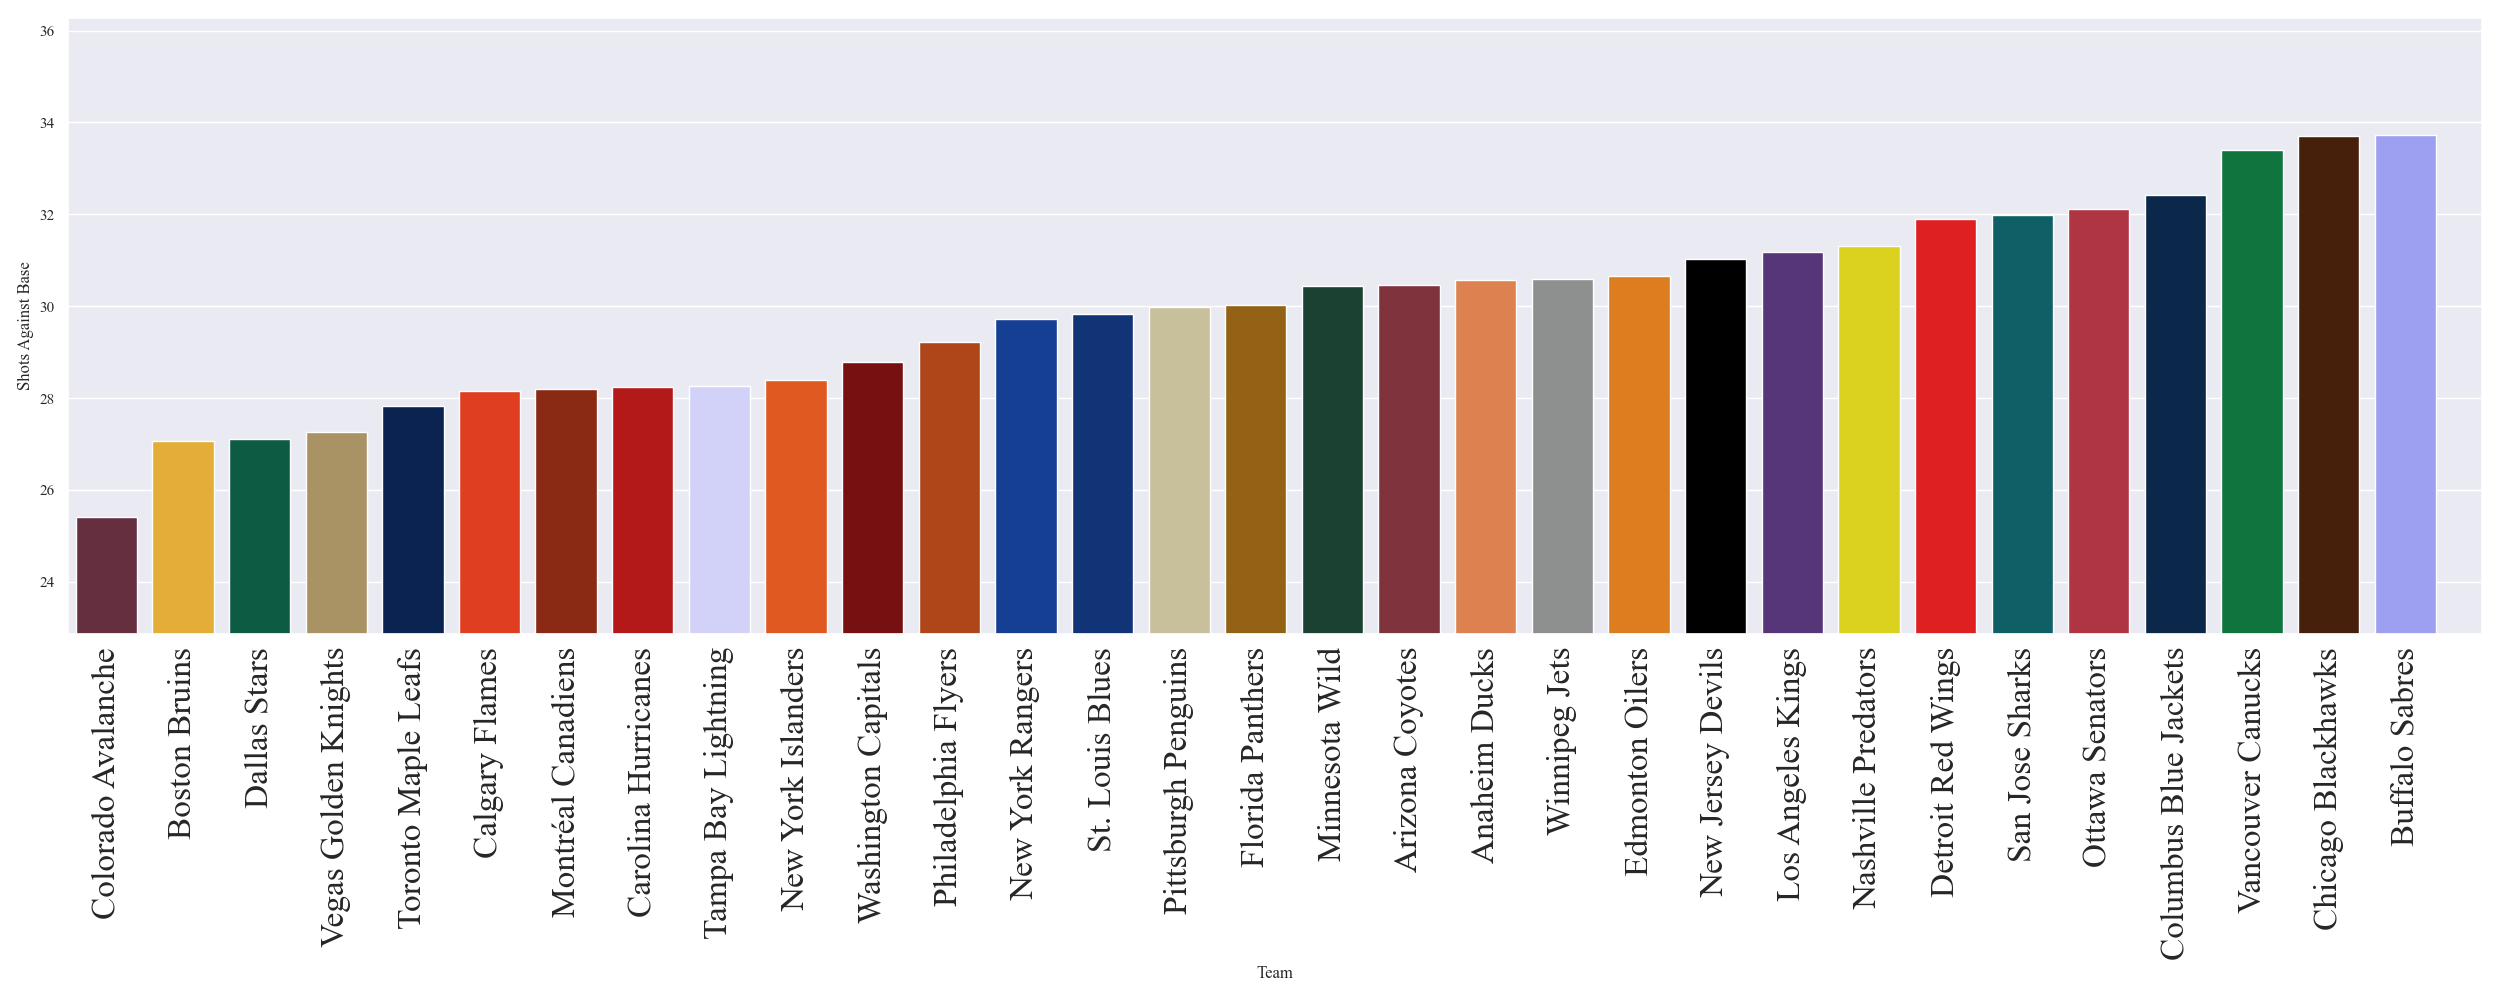 36
34
32
30
28
26
24
Shots Against Base
Colorado Avalanche
Boston Bruins
Dallas Stars
Vegas Golden Knights
Toronto Maple Leafs
Calgary Flames
Montréal Canadiens
Carolina Hurricanes
Tampa Bay Lightning
New York Islanders
Washington Capitals
Philadelphia Flyers
New York Rangers
St. Louis Blues
Pittsburgh Penguins
Florida Panthers
Minnesota Wild
Arizona Coyotes
Anaheim Ducks
Winnipeg Jets
Edmonton Oilers
New Jersey Devils
Los Angeles Kings
Nashville Predators
Detroit Red Wings
San Jose Sharks
Ottawa Senators
Columbus Blue Jackets
Vancouver Canucks
Chicago Blackhawks
Buffalo Sabres
Team